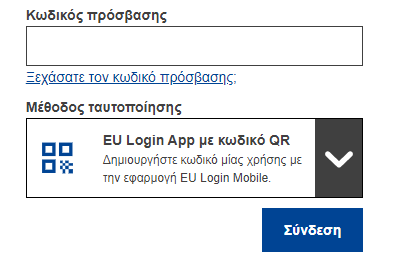 Κωδικός πρόσβασης
Ξεχάσατε τον κωδικό πρόσβασης;
Μέθοδος ταυτοποίησης
EU Login App με κωδικό QR
Δημιουργήστε κωδικό μίας χρήσης με
την εφαρμογή EU Login Mobile.
Σύνδεση